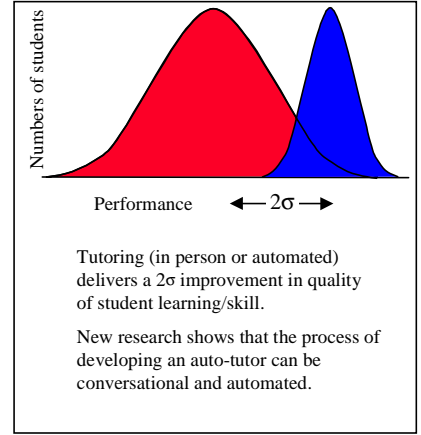 Numbers of students
Performance 2σ
Tutoring (in person or automated)
delivers a 2σ improvement in quality
of student learning/skill.
New research shows that the process of
developing an auto-tutor can be
conversational and automated.